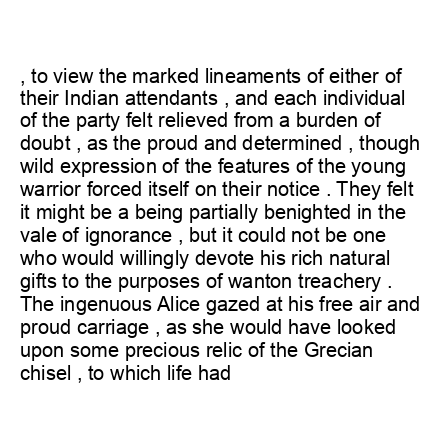 , to view the marked lineaments of either of
their Indian attendants , and each individual
of the party felt relieved from a burden of
doubt , as the proud and determined , though
wild expression of the features of the young
warrior forced itself on their notice . They felt
it might be a being partially benighted in the
vale of ignorance , but it could not be one
who would willingly devote his rich natural
gifts to the purposes of wanton treachery .
The ingenuous Alice gazed at his free air and
proud carriage , as she would have looked
upon some precious relic of the Grecian
chisel , to which life had